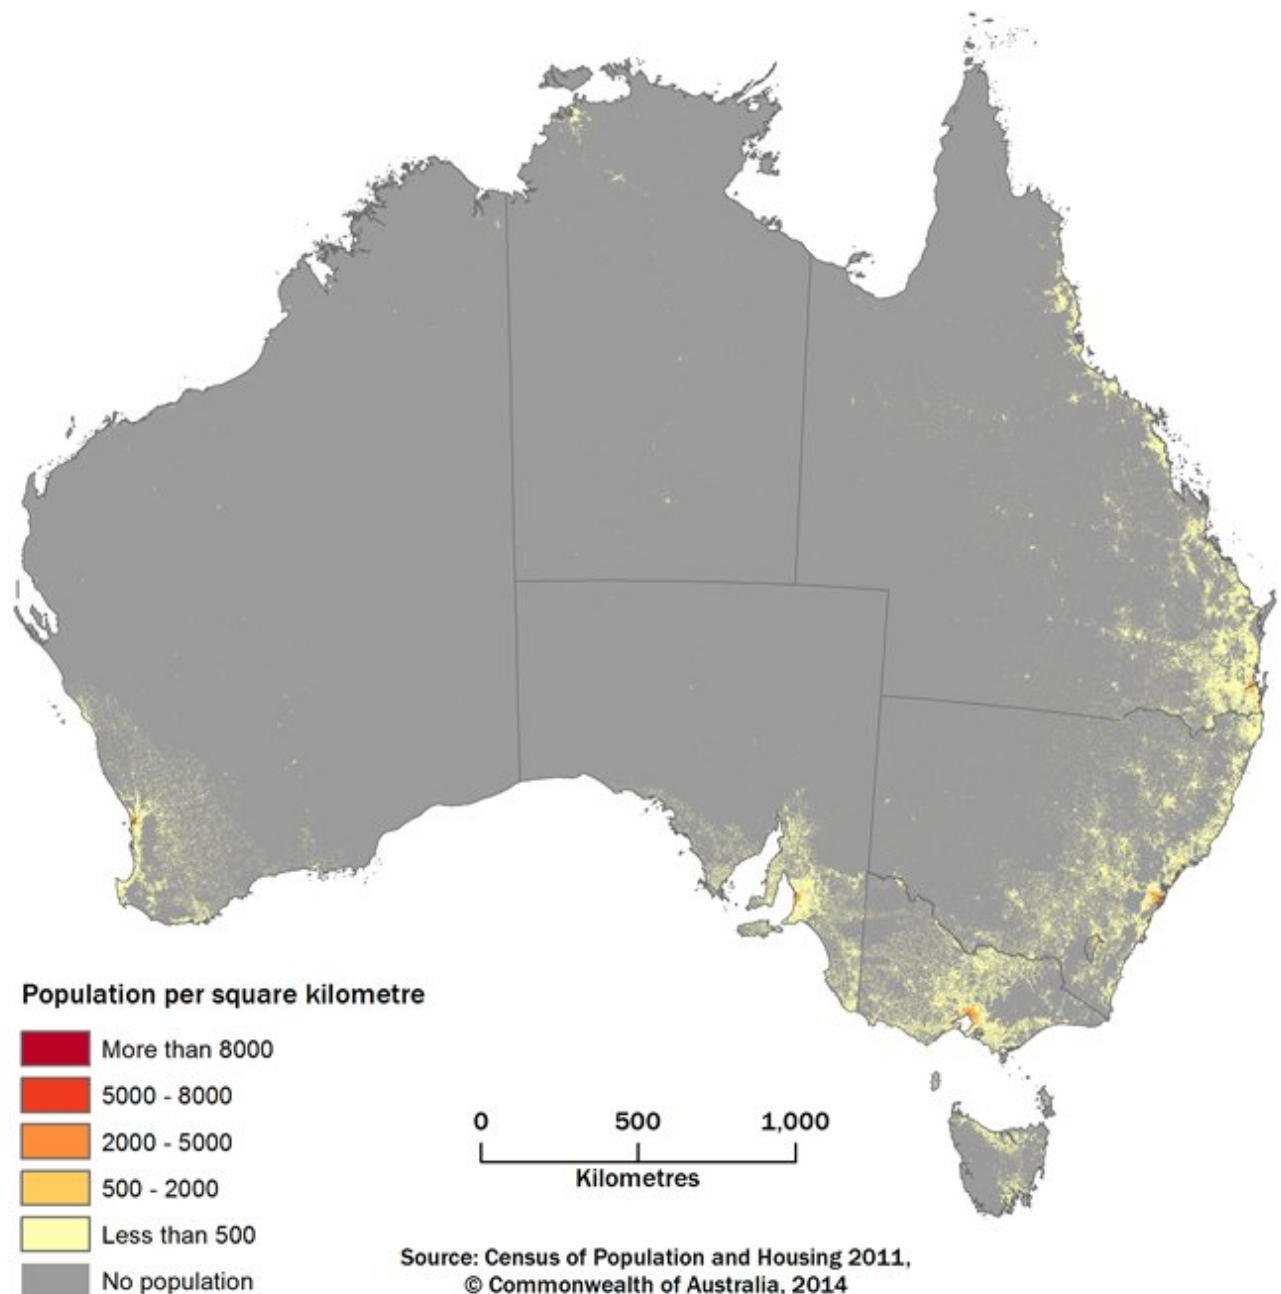 Population per square kilometre
More than 8000
5000 - 8000
2000 - 5000
500 - 2000
Less than 500
No population
0 500 1,000
Kilometres
Source: Census of Population and Housing 2011,
© Commonwealth of Australia, 2014